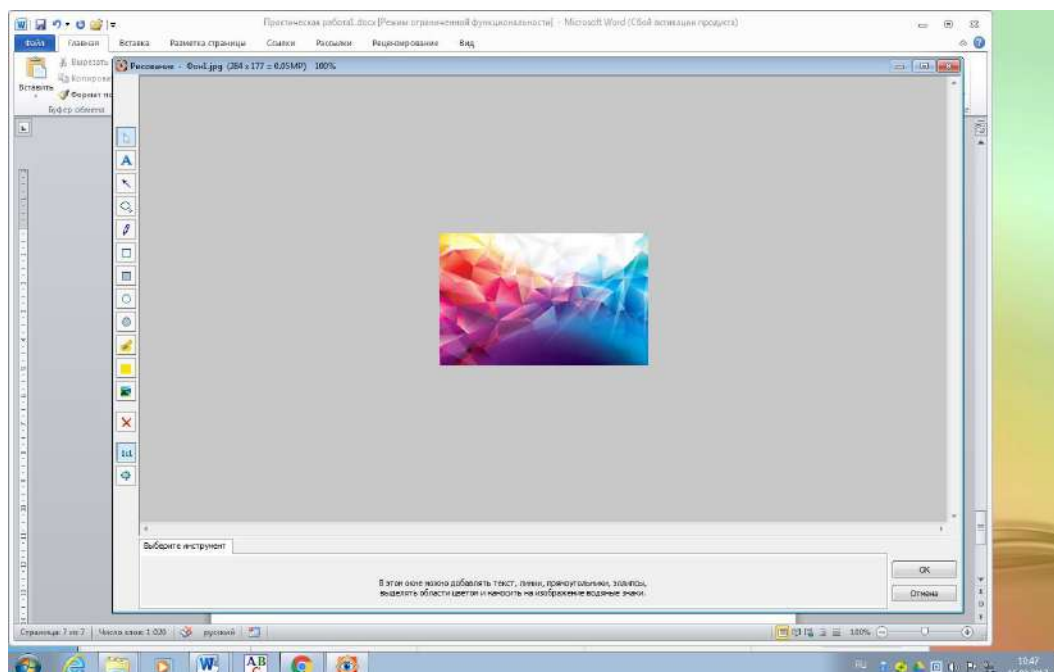 Практическая работа1.docx [Режим ограниченной функциональности] - Microsoft Word (Сбой активации продукта)
Файл
Главная
Вставка
Разметка страницы
Ссылки
Рассылки
Рецензирование
Вид
Вставить
Вырезать
Буфер обмена
Рисование - Фон1.jpg (284 x 177 = 0.05MP) 100%
A
1:1
Выберите инструмент
В этом окне можно добавлять текст, линии, прямоугольники, эллипсы,
выделять области цветом и наносить на изображение водяные знаки.
OK
Отмена
Страница: 7 из 7
Число слов: 1 020
русский
100%
W
AB
C
RU
10:47